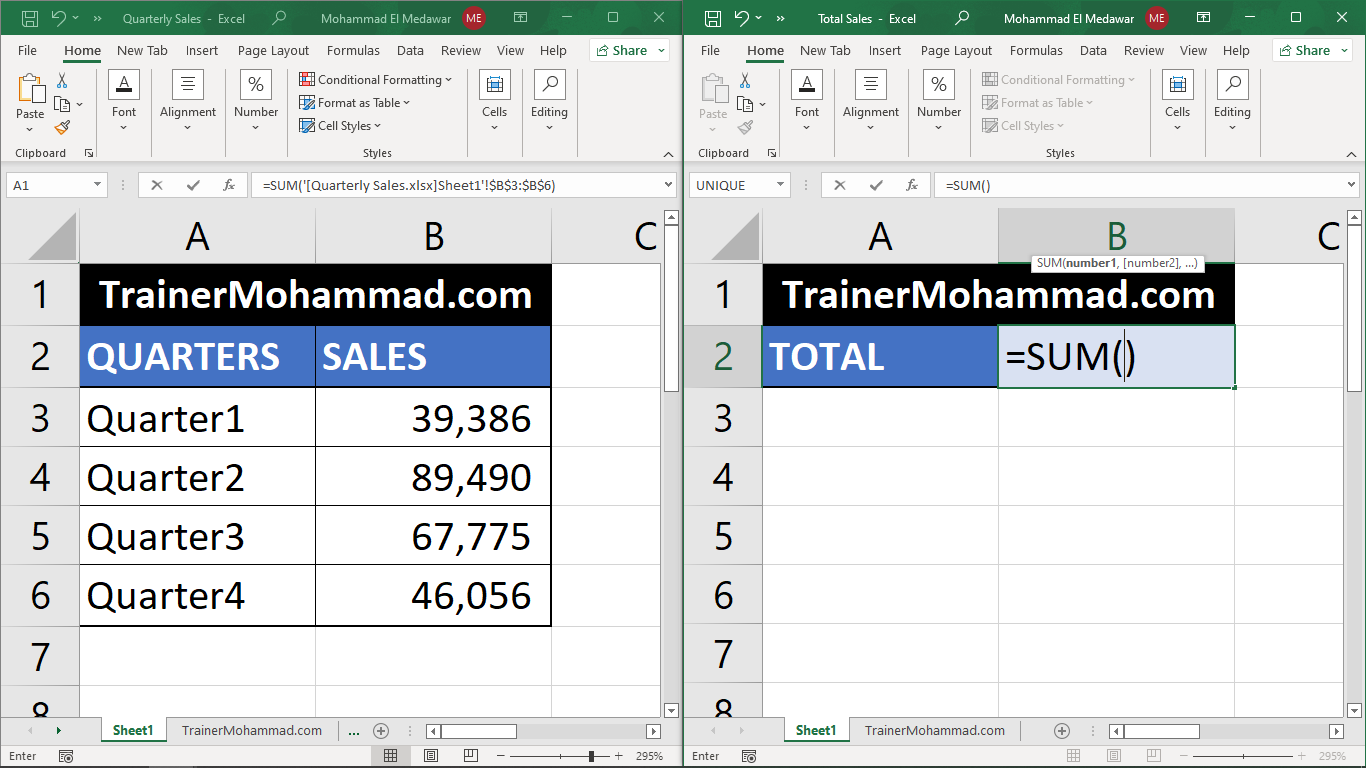 Quarterly Sales - Excel
Mohammad El Medawar ME
File Home New Tab Insert Page Layout Formulas Data Review View Help Share
Paste
Clipboard
Font
Alignment
%
Number
Conditional Formatting
Format as Table
Cell Styles
Styles
Cells
Editing
A1 fx =SUM('[Quarterly Sales.xlsx]Sheet1'!$B$3:$B$6)
A B C
1 TrainerMohammad.com
2 QUARTERS SALES
3 Quarter1 39,386
4 Quarter2 89,490
5 Quarter3 67,775
6 Quarter4 46,056
7
8
Sheet1 TrainerMohammad.com ...
Enter 295%
Total Sales - Excel
Mohammad El Medawar ME
File Home New Tab Insert Page Layout Formulas Data Review View Help Share
Paste
Clipboard
Font
Alignment
%
Number
Conditional Formatting
Format as Table
Cell Styles
Styles
Cells
Editing
UNIQUE fx =SUM()
A B C
SUM(number1, [number2], ...)
1 TrainerMohammad.com
2 TOTAL =SUM()
3
4
5
6
7
8
Sheet1 TrainerMohammad.com
Enter 295%